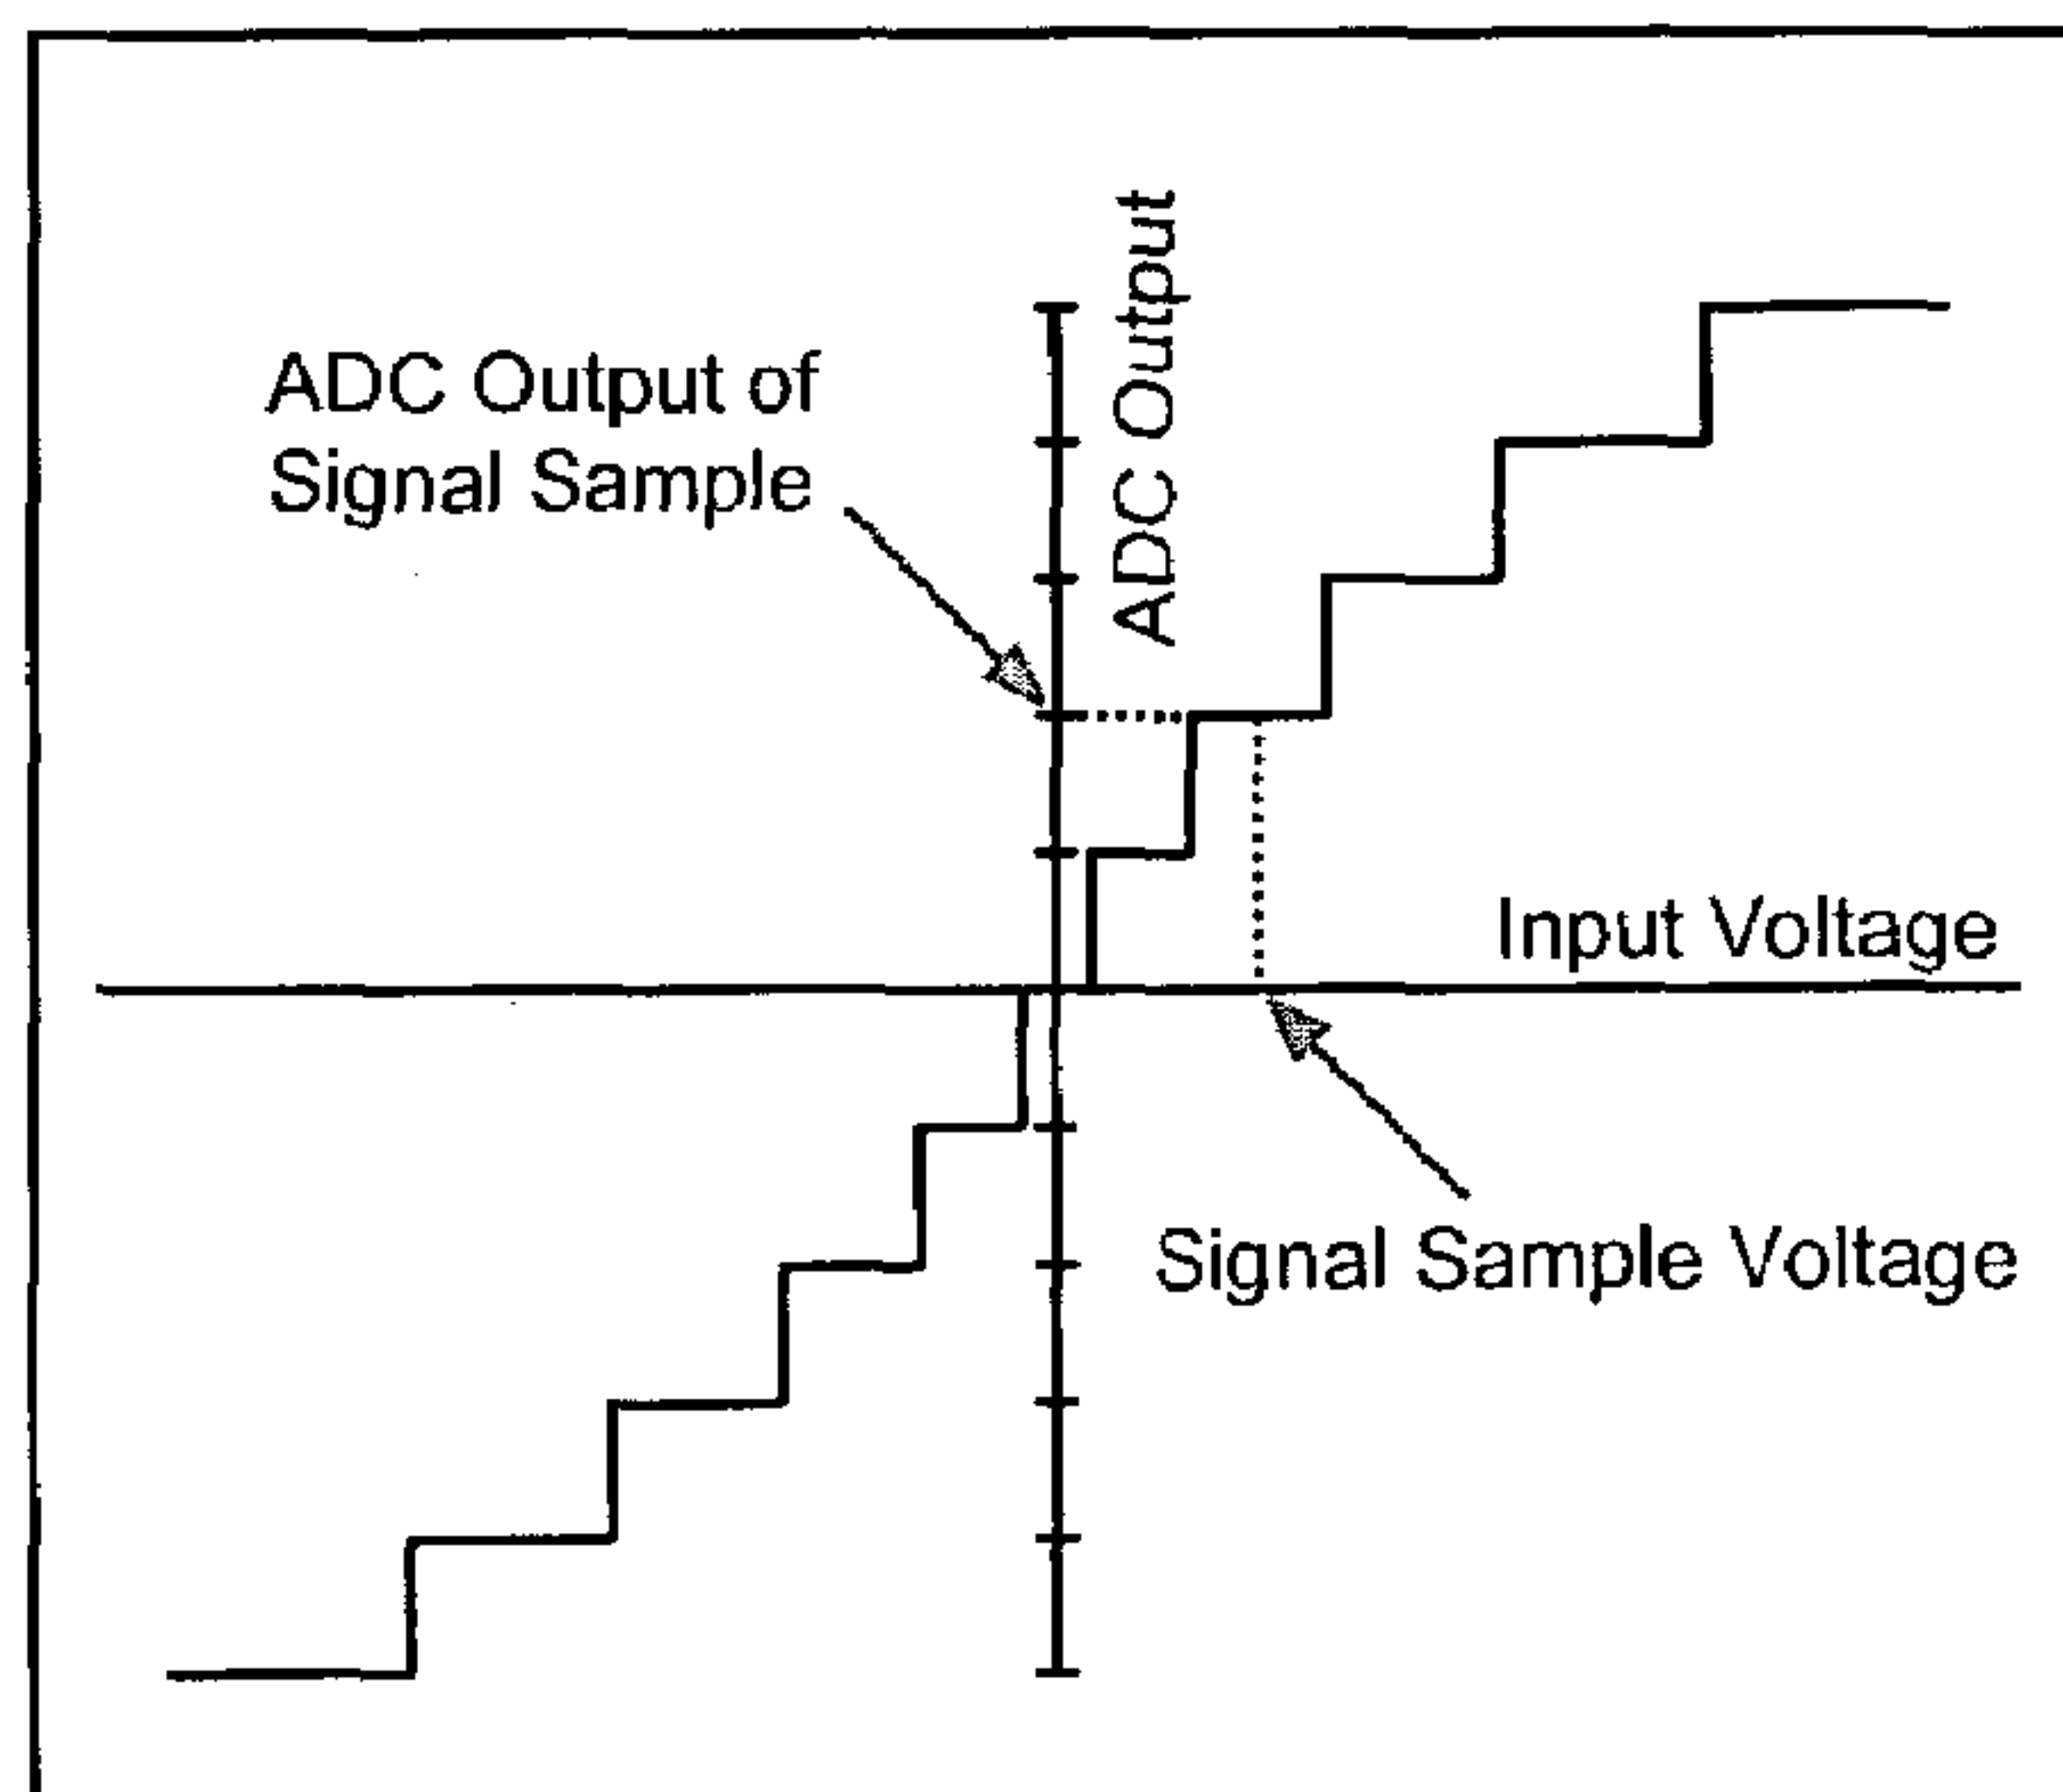 ADC Output
ADC Output of
Signal Sample
Input Voltage
Signal Sample Voltage